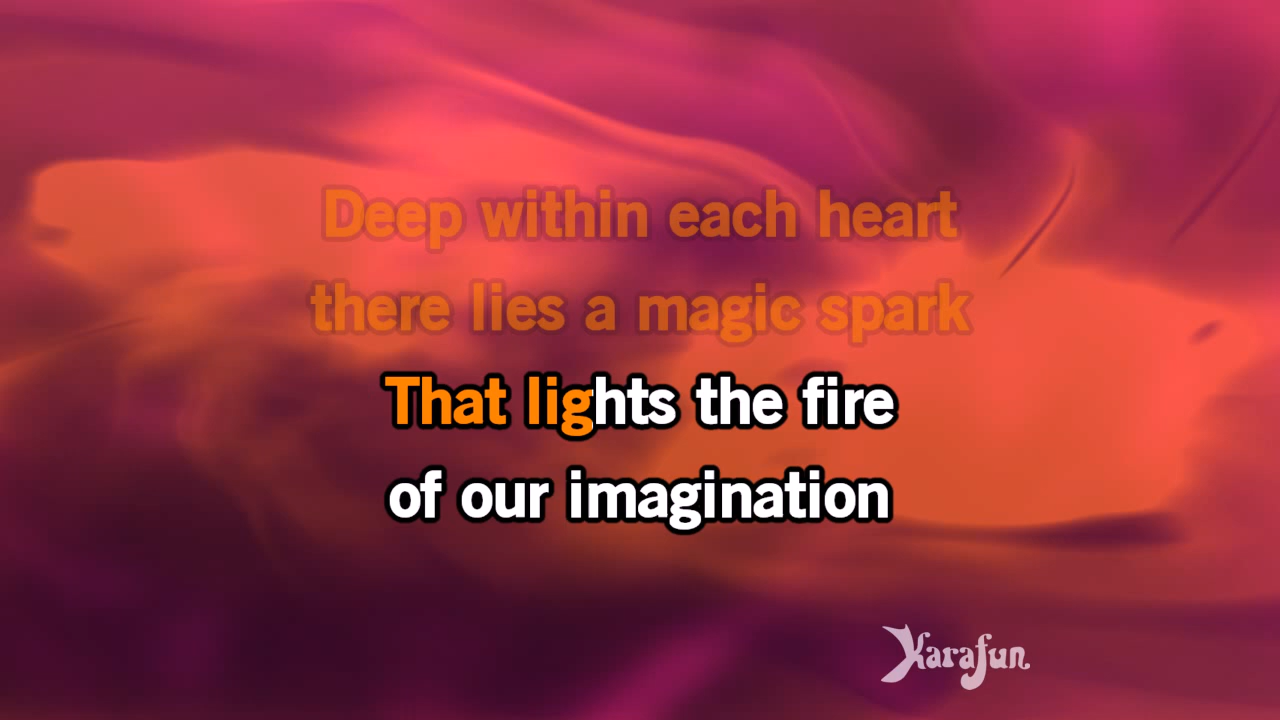 Deep within each heart
there lies a magic spark
That lights the fire
of our imagination
Karafun